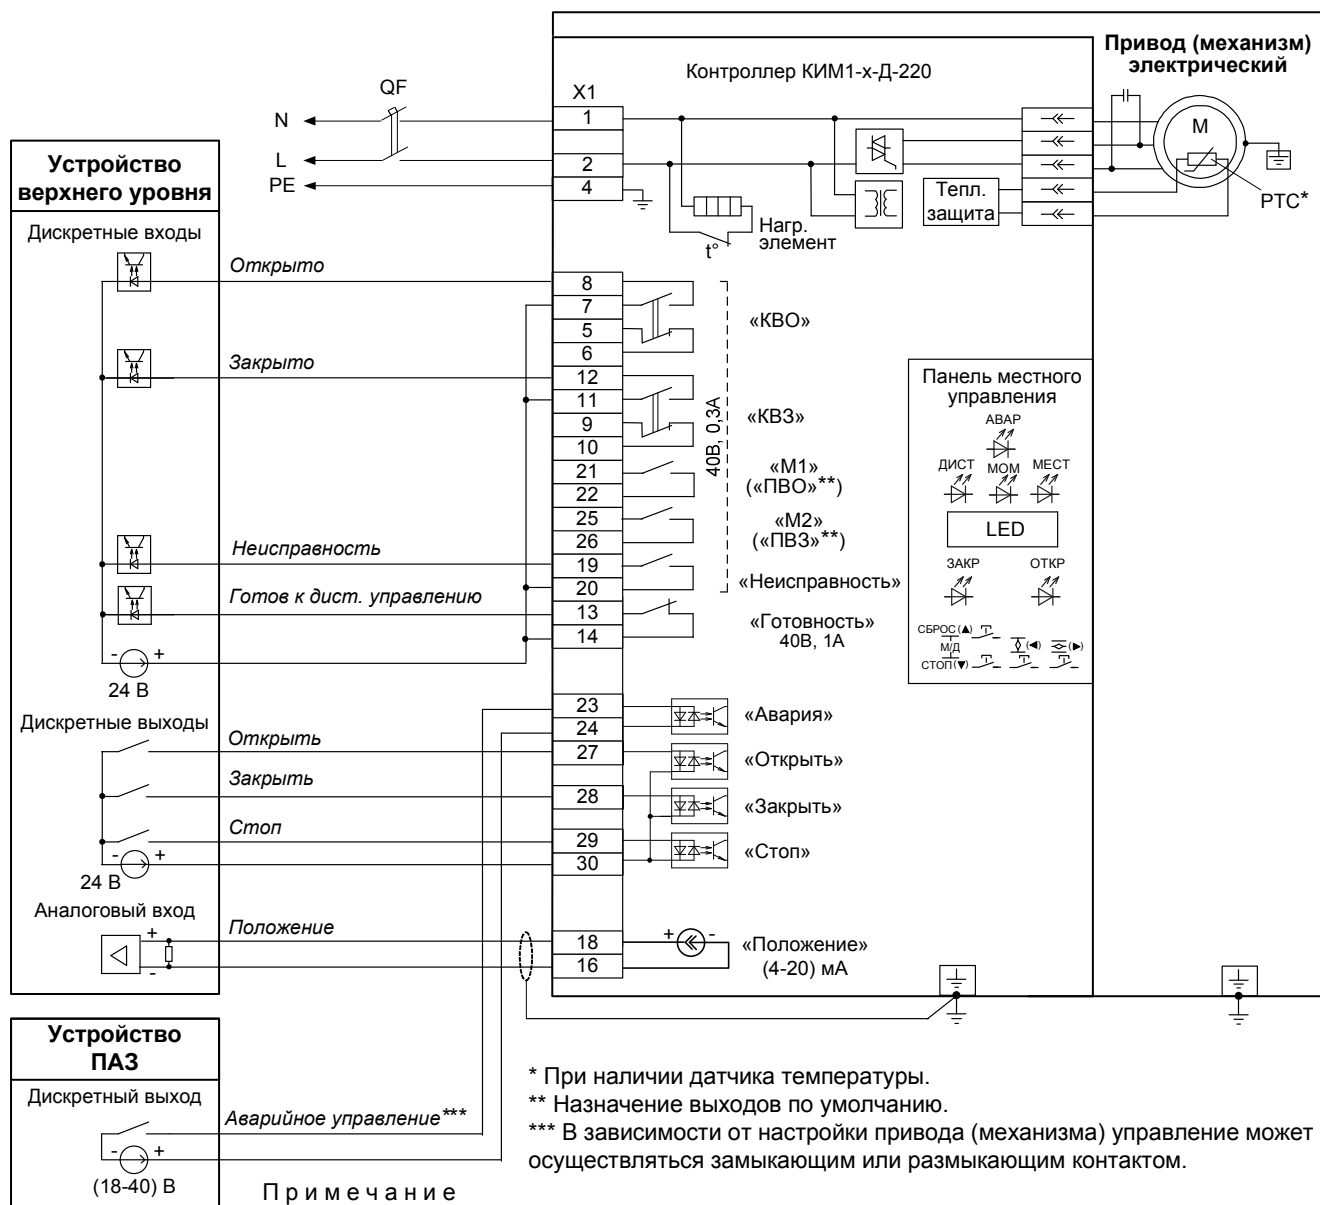 Привод (механизм)
электрический
Контроллер КИМ1-х-Д-220
QF
X1
N
1
M
L
2
PE
4
Тепл.
защита
PTC*
Нагр.
элемент
t°
Устройство
верхнего уровня
Дискретные входы
Открыто
8
7
5
6
«КВО»
Закрыто
12
11
9
10
«КВЗ»
40В, 0,3А
21
22
«М1»
(«ПВО»**)
25
26
«М2»
(«ПВЗ»**)
Неисправность
19
20
«Неисправность»
Готов к дист. управлению
13
14
«Готовность»
40В, 1А
- +
24 В
Панель местного
управления
АВАР
ДИСТ МОМ МЕСТ
LED
ЗАКР ОТКР
СБРОС(▲)
М/Д
(◄) (►)
СТОП(▼)
Дискретные выходы
23
24
«Авария»
Открыть
27
«Открыть»
Закрыть
28
«Закрыть»
Стоп
29
30
«Стоп»
- +
24 В
Аналоговый вход
+
-
Положение
18
16
+ -
«Положение»
(4-20) мА
Устройство
ПАЗ
Дискретный выход
Аварийное управление***
- +
(18-40) В
* При наличии датчика температуры.
** Назначение выходов по умолчанию.
*** В зависимости от настройки привода (механизма) управление может
осуществляться замыкающим или размыкающим контактом.
П р и м е ч а н и е